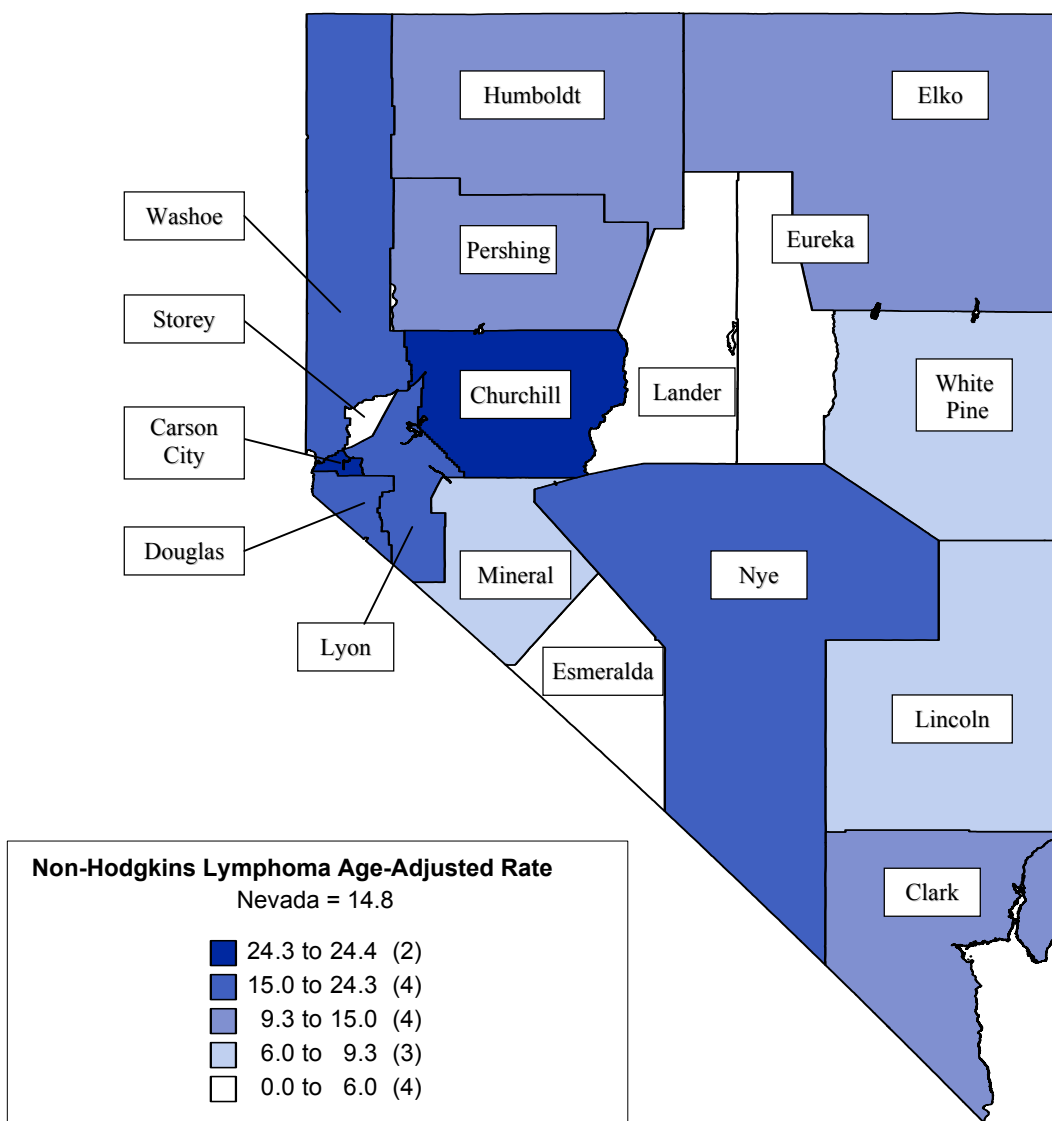 Humboldt
Elko
Washoe
Pershing
Eureka
Storey
Churchill
Lander
White
Pine
Carson
City
Douglas
Mineral
Nye
Lyon
Esmeralda
Lincoln
Clark
Non-Hodgkins Lymphoma Age-Adjusted Rate
Nevada = 14.8
24.3 to 24.4 (2)
15.0 to 24.3 (4)
9.3 to 15.0 (4)
6.0 to 9.3 (3)
0.0 to 6.0 (4)